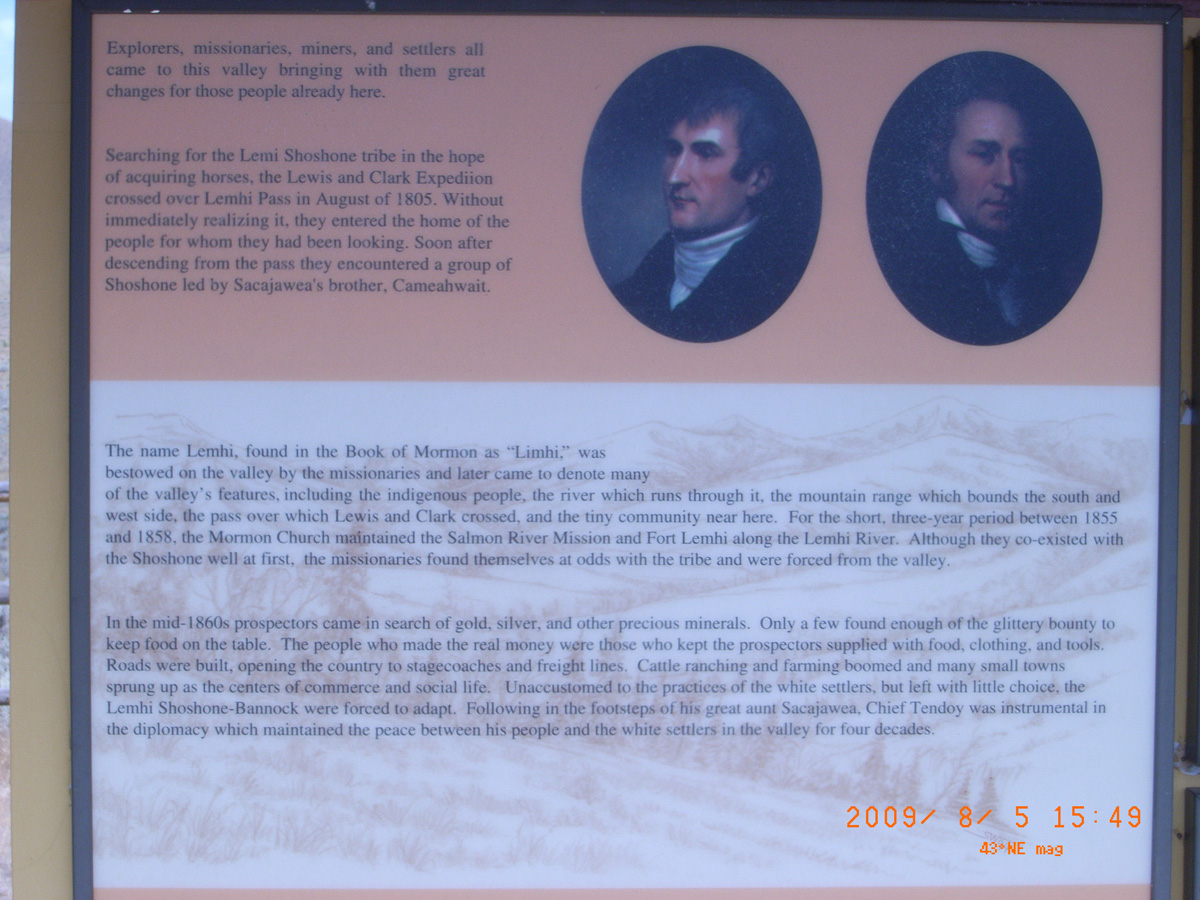 Explorers, missionaries, miners, and settlers all
came to this valley bringing with them great
changes for those people already here.
Searching for the Lemi Shoshone tribe in the hope
of acquiring horses, the Lewis and Clark Expediion
crossed over Lemhi Pass in August of 1805. Without
immediately realizing it, they entered the home of the
people for whom they had been looking. Soon after
descending from the pass they encountered a group of
Shoshone led by Sacajawea's brother, Cameahwait.
The name Lemhi, found in the Book of Mormon as “Limhi,” was
bestowed on the valley by the missionaries and later came to denote many
of the valley’s features, including the indigenous people, the river which runs through it, the mountain range which bounds the south and
west side, the pass over which Lewis and Clark crossed, and the tiny community near here. For the short, three-year period between 1855
and 1858, the Mormon Church maintained the Salmon River Mission and Fort Lemhi along the Lemhi River. Although they co-existed with
the Shoshone well at first, the missionaries found themselves at odds with the tribe and were forced from the valley.
In the mid-1860s prospectors came in search of gold, silver, and other precious minerals. Only a few found enough of the glittery bounty to
keep food on the table. The people who made the real money were those who kept the prospectors supplied with food, clothing, and tools.
Roads were built, opening the country to stagecoaches and freight lines. Cattle ranching and farming boomed and many small towns
sprung up as the centers of commerce and social life. Unaccustomed to the practices of the white settlers, but left with little choice, the
Lemhi Shoshone-Bannock were forced to adapt. Following in the footsteps of his great aunt Sacajawea, Chief Tendoy was instrumental in
the diplomacy which maintained the peace between his people and the white settlers in the valley for four decades.
2009/ 8/ 5 15:49
43°NE mag